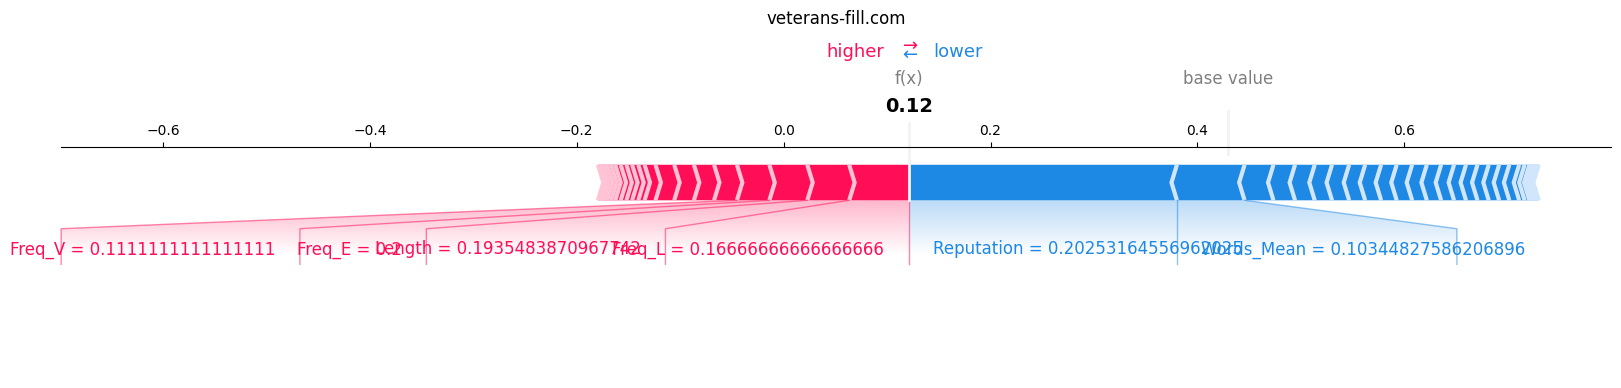 veterans-fill.com
higher ⇄ lower
f(x) base value
0.12
−0.6 −0.4 −0.2 0.0 0.2 0.4 0.6
Freq_V = 0.1111111111111111 Freq_E = 0.2 Length = 0.1935483870967742 Freq_L = 0.16666666666666666 Reputation = 0.20253164556962025 Words_Mean = 0.10344827586206896